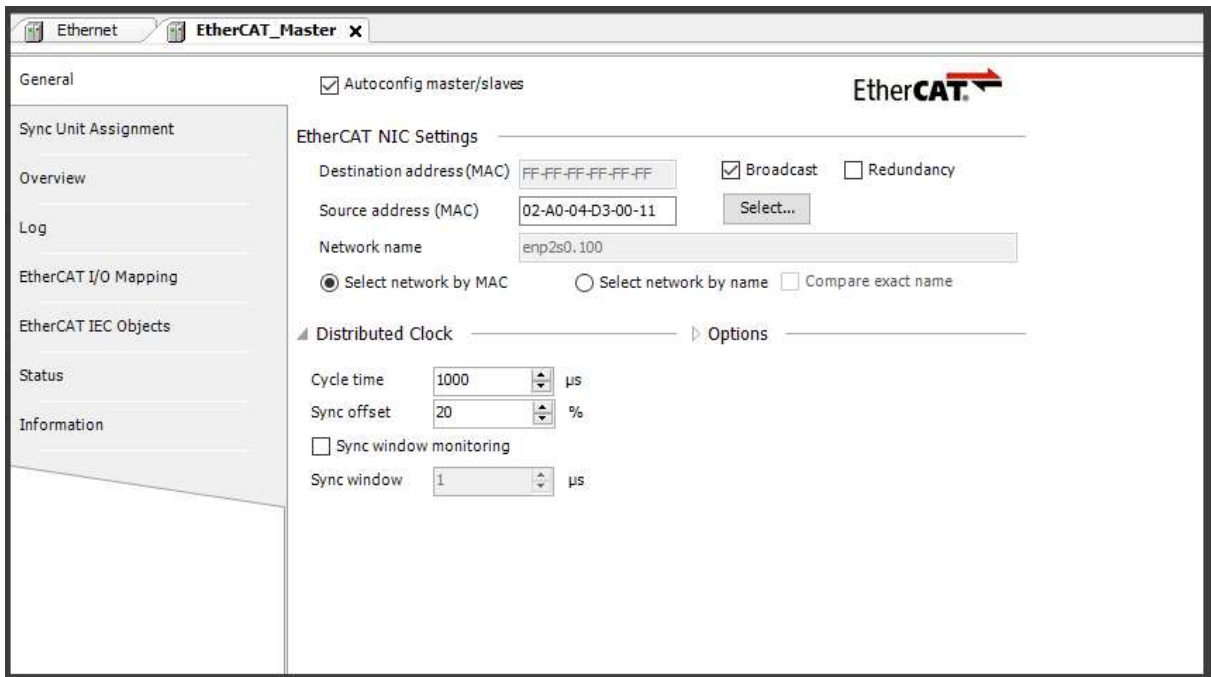 Ethernet
EtherCAT_Master
General
Sync Unit Assignment
Overview
Log
EtherCAT I/O Mapping
EtherCAT IEC Objects
Status
Information
Autoconfig master/slaves
EtherCAT®
EtherCAT NIC Settings
Destination address (MAC) FF-FF-FF-FF-FF-FF Broadcast Redundancy
Source address (MAC) 02-A0-04-D3-00-11 Select...
Network name enp2s0.100
Select network by MAC Select network by name Compare exact name
Distributed Clock Options
Cycle time 1000 µs
Sync offset 20 %
Sync window monitoring
Sync window 1 µs